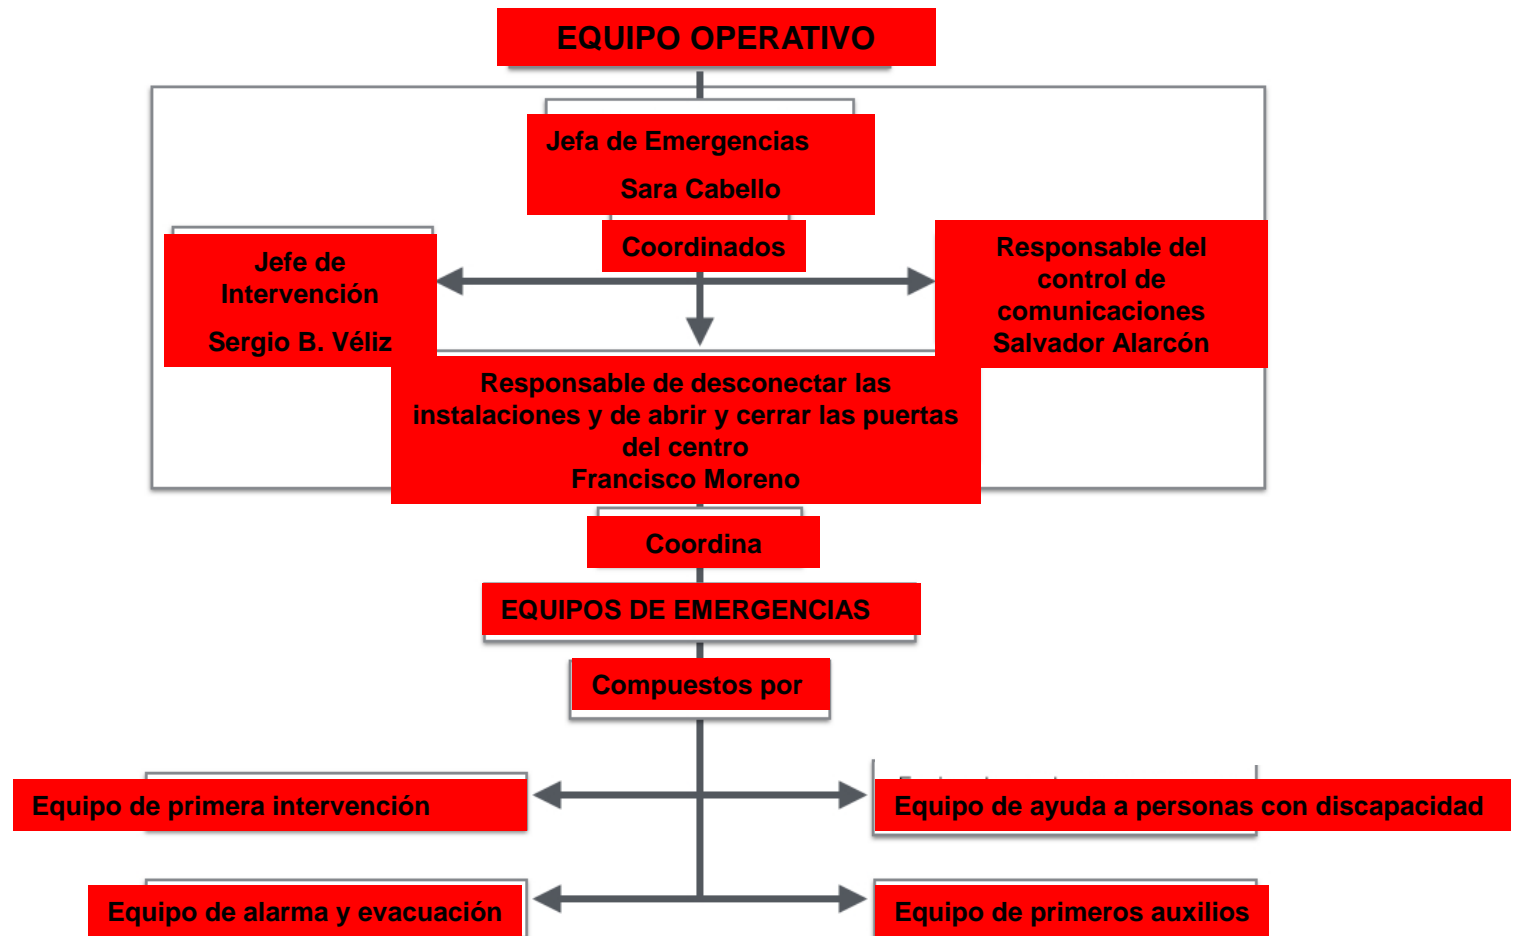 EQUIPO OPERATIVO
Jefa de Emergencias
Sara Cabello
Coordinados
Jefe de
Intervención
Sergio B. Véliz
Responsable del
control de
comunicaciones
Salvador Alarcón
Responsable de desconectar las
instalaciones y de abrir y cerrar las puertas
del centro
Francisco Moreno
Coordina
EQUIPOS DE EMERGENCIAS
Compuestos por
Equipo de primera intervención
Equipo de ayuda a personas con discapacidad
Equipo de alarma y evacuación
Equipo de primeros auxilios